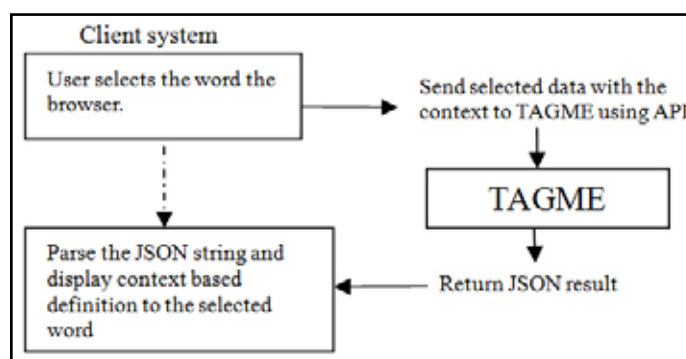 Client system
User selects the word the
browser.
Send selected data with the
context to TAGME using API
TAGME
Return JSON result
Parse the JSON string and
display context based
definition to the selected
word